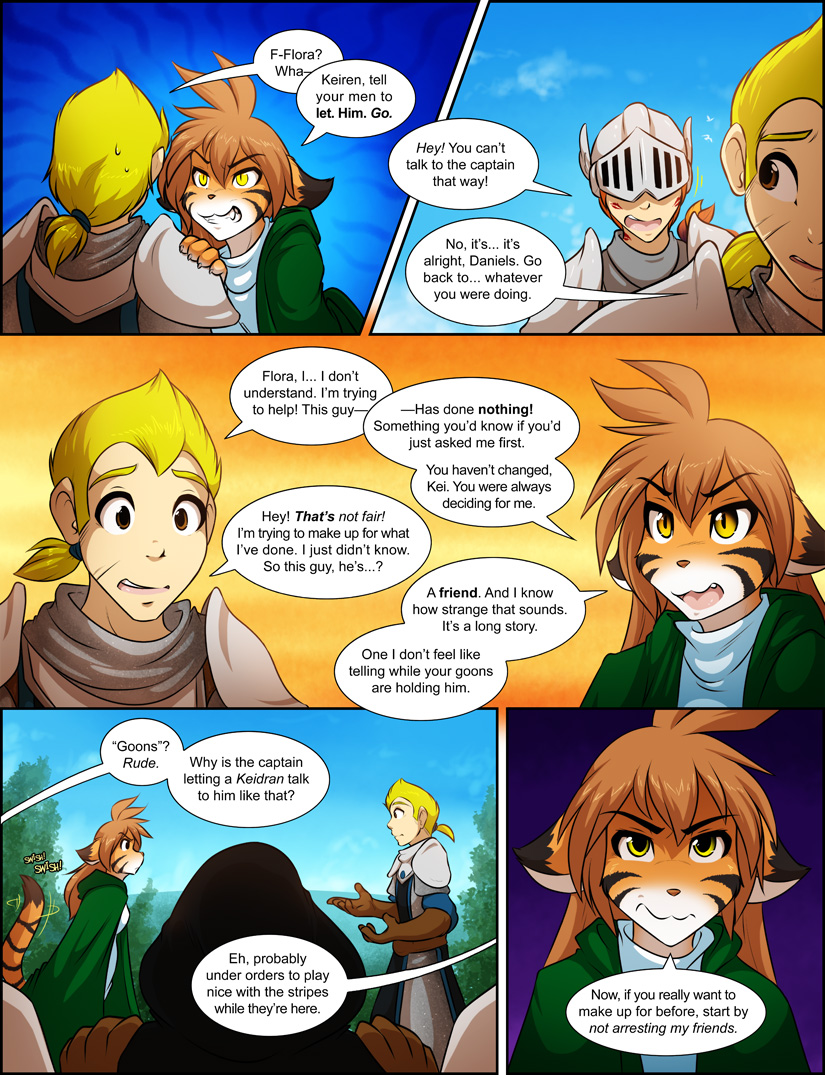 F-Flora?
Wha—
Keiren, tell
your men to
let. Him. Go.
Hey! You can't
talk to the captain
that way!
No, it's... it's
alright, Daniels. Go
back to... whatever
you were doing.
Flora, I... I don't
understand. I'm trying
to help! This guy—
—Has done nothing!
Something you'd know if you'd
just asked me first.
You haven't changed,
Kei. You were always
deciding for me.
Hey! That's not fair!
I'm trying to make up for what
I've done. I just didn't know.
So this guy, he's...?
A friend. And I know
how strange that sounds.
It's a long story.
One I don't feel like
telling while your goons
are holding him.
"Goons"?
Rude.
Why is the captain
letting a Keidran talk
to him like that?
SWISH!
SWISH!
Eh, probably
under orders to play
nice with the stripes
while they're here.
Now, if you really want to
make up for before, start by
not arresting my friends.